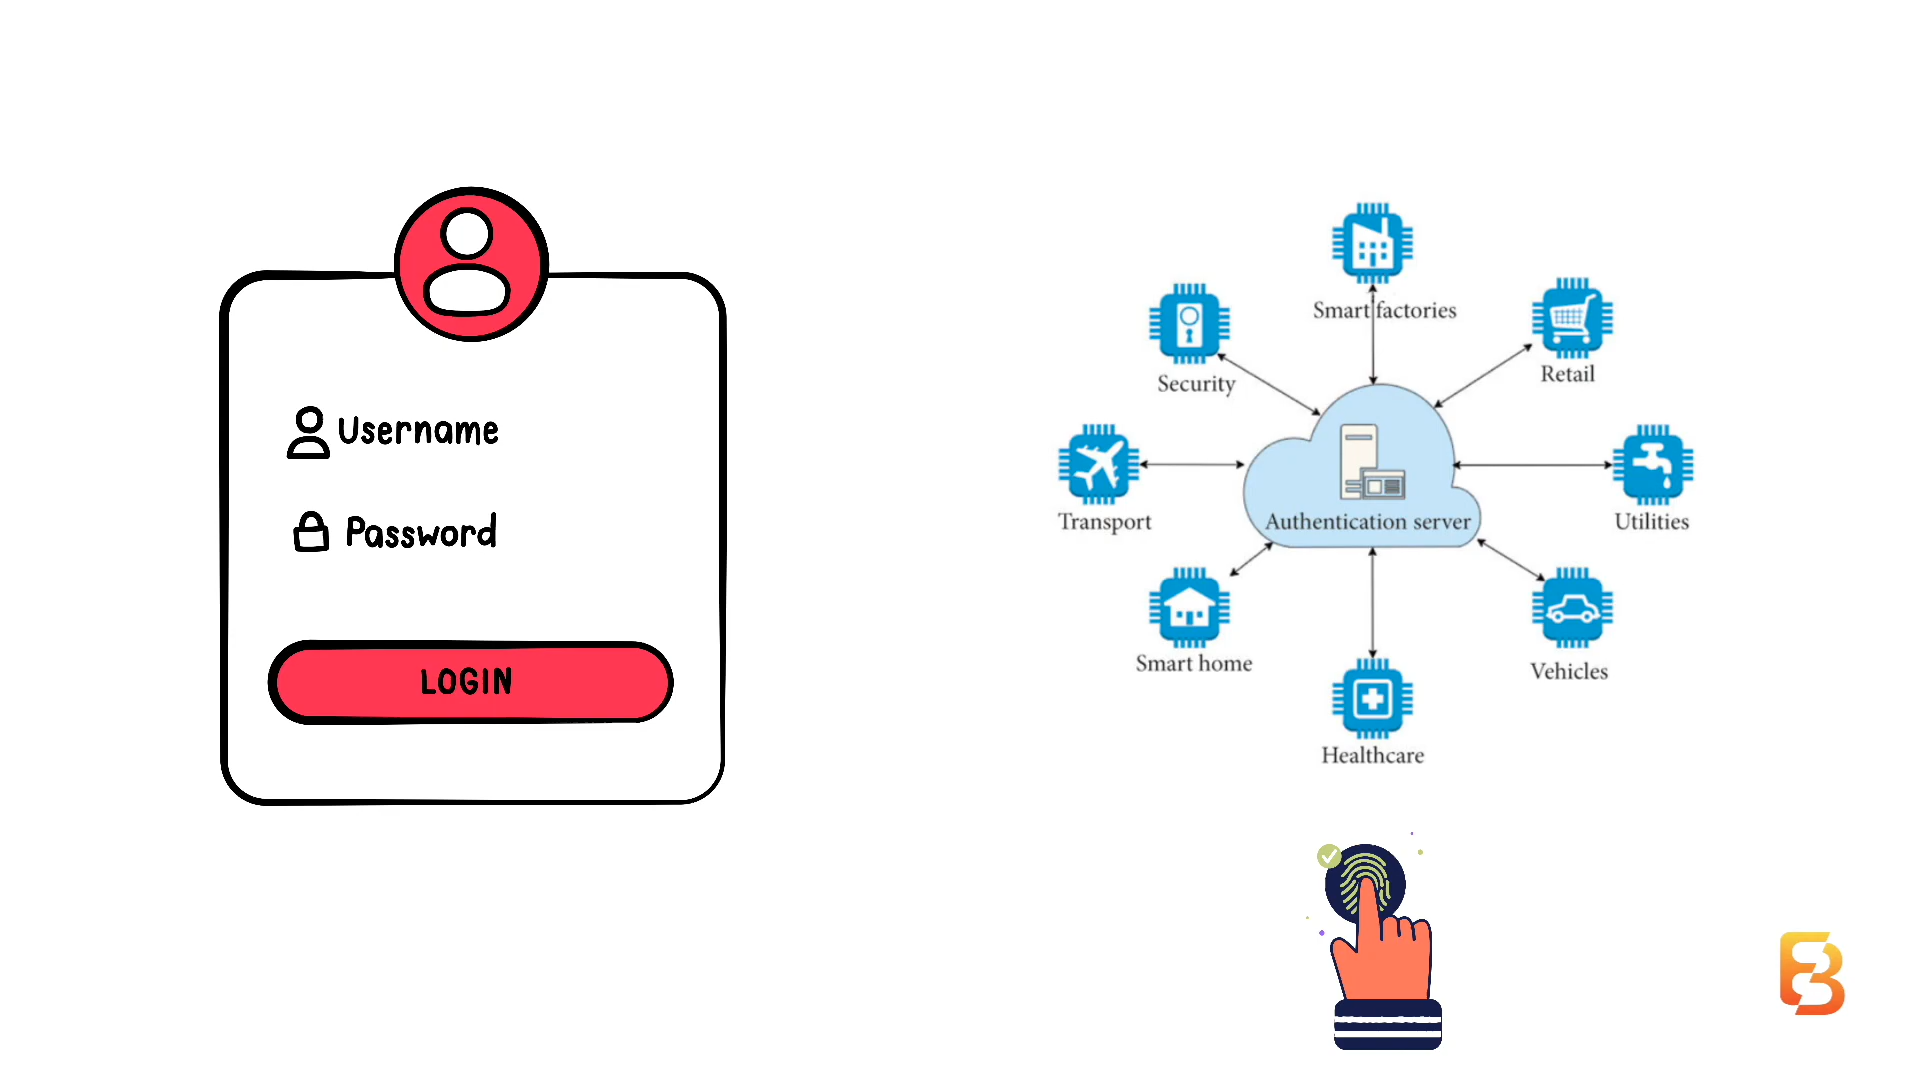 Username
Password
LOGIN
Smart factories
Security
Retail
Transport
Authentication server
Utilities
Smart home
Vehicles
Healthcare